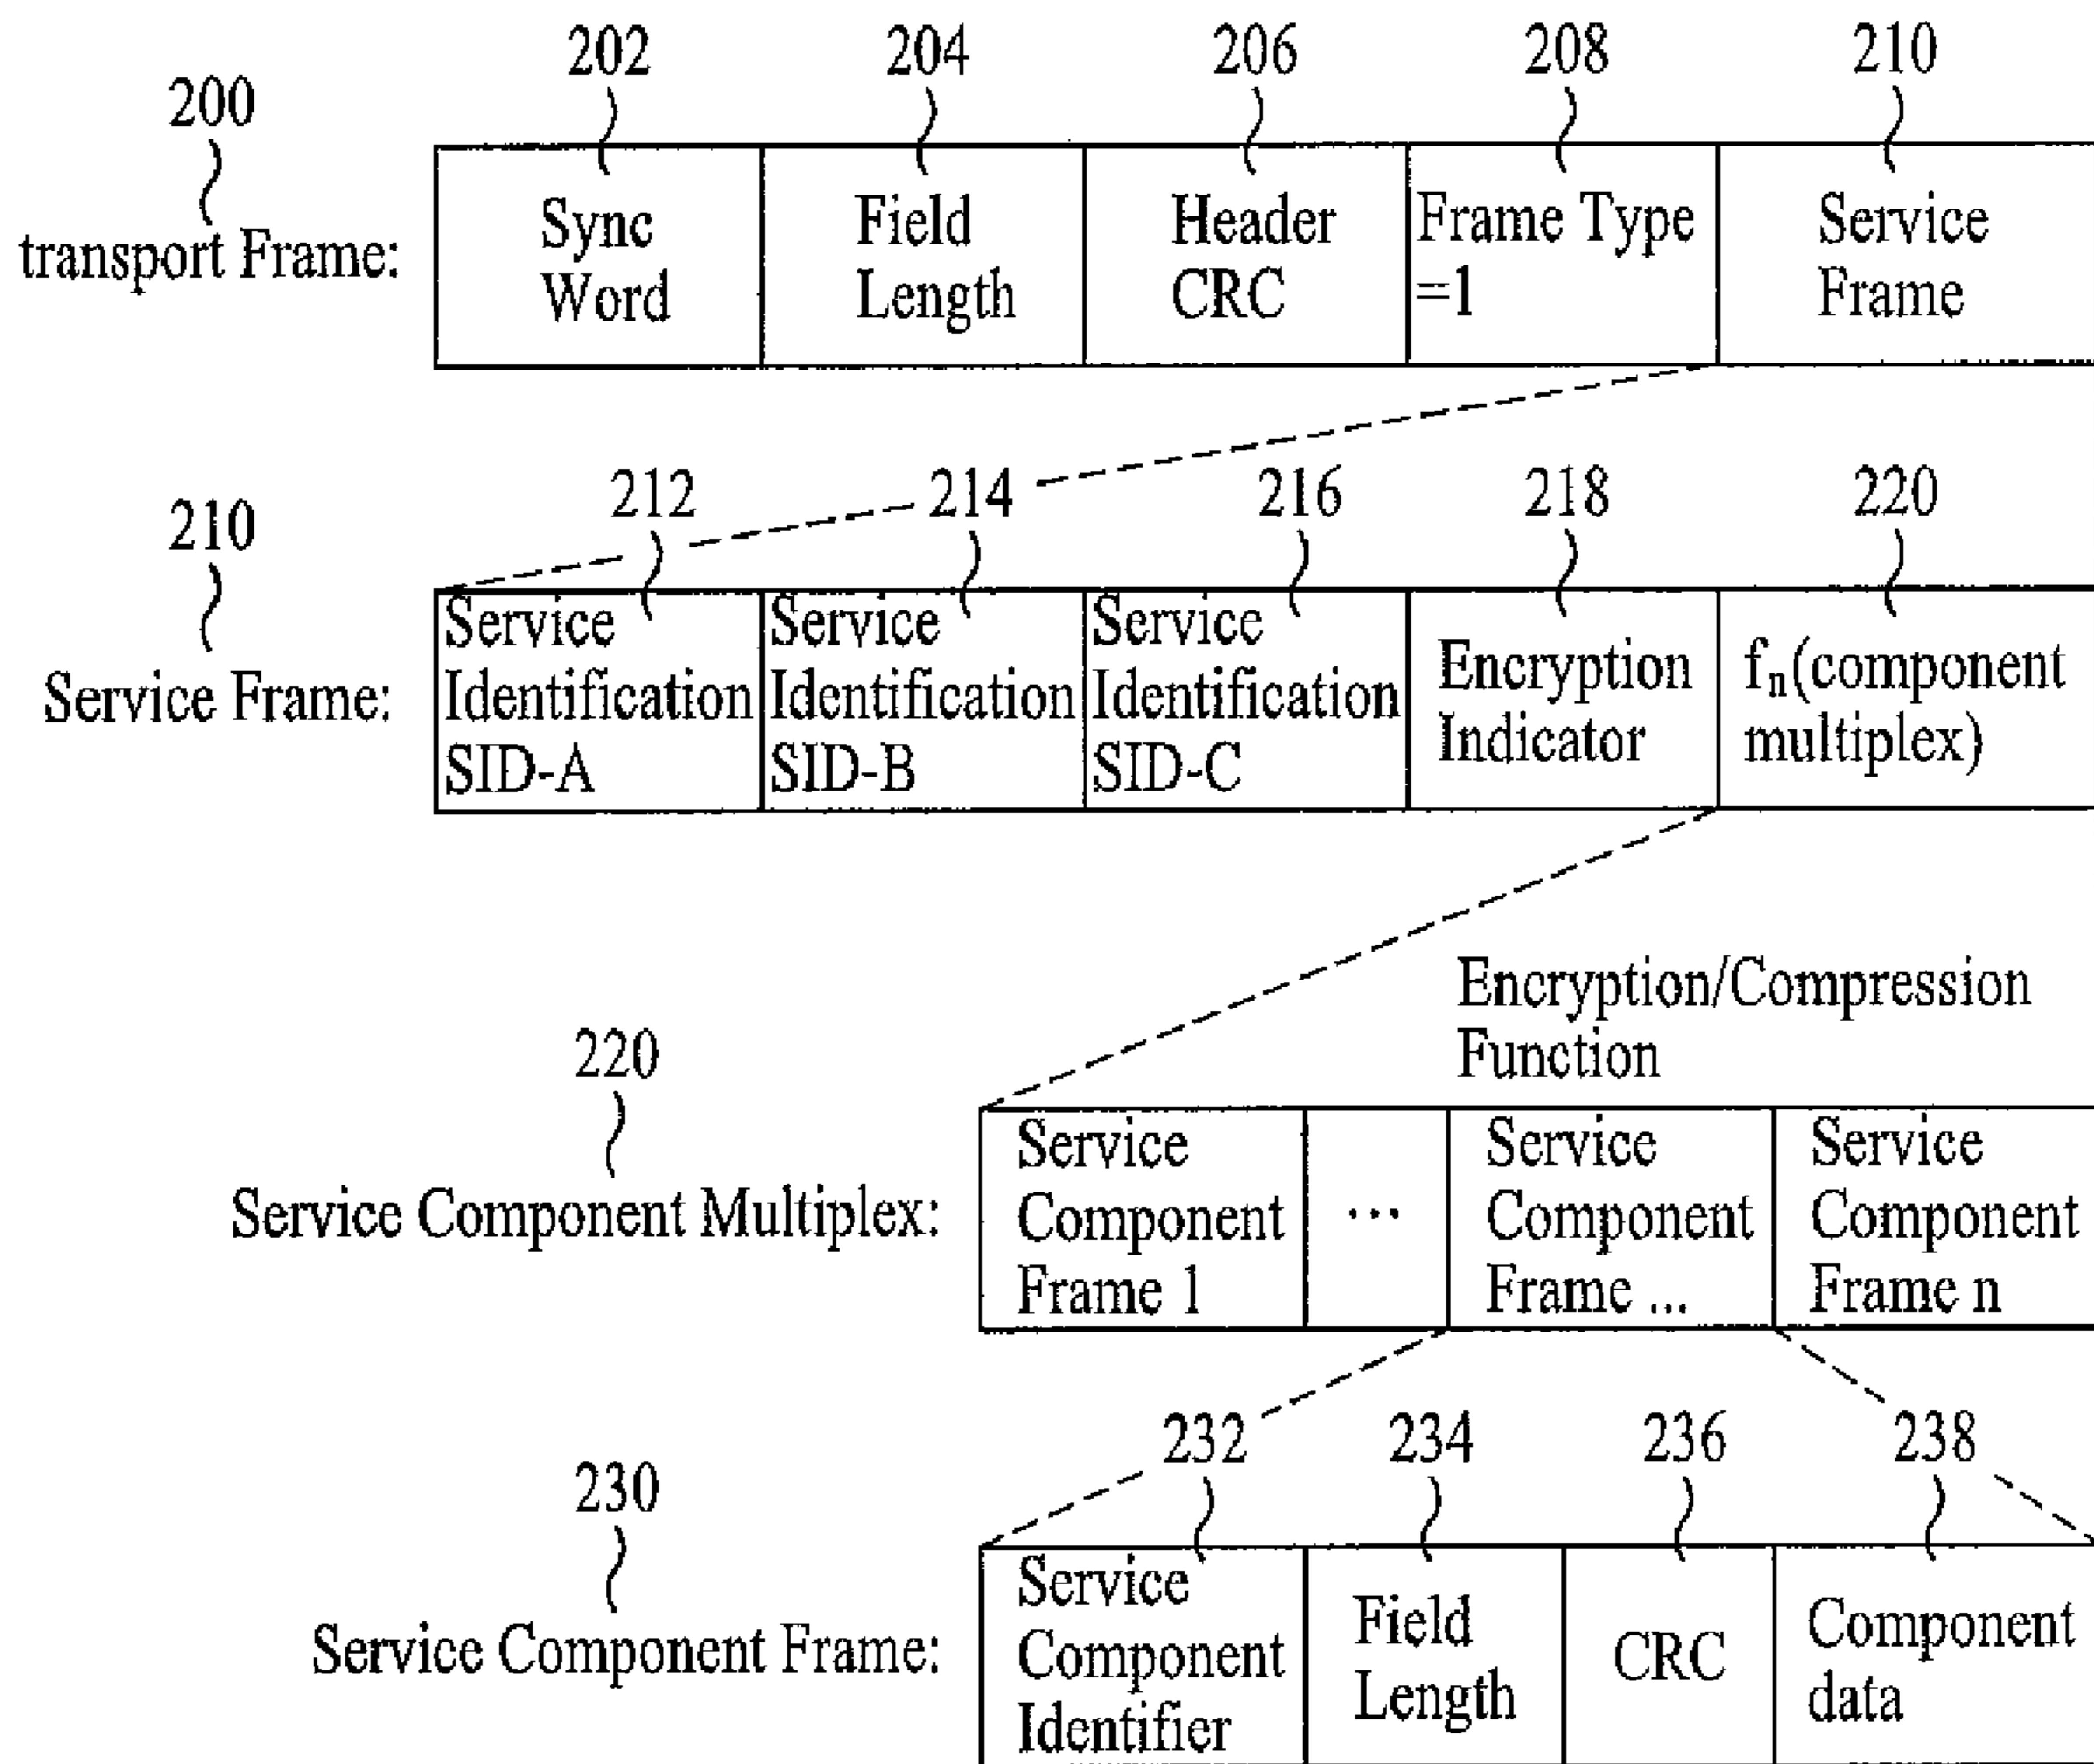 202 204 206 208 210
200
transport Frame:
Sync
Word
Field
Length
Header
CRC
Frame Type
=1
Service
Frame
212 214 216 218 220
210
Service Frame:
Service
Identification
SID-A
Service
Identification
SID-B
Service
Identification
SID-C
Encryption
Indicator
fn(component
multiplex)
Encryption/Compression
Function
220
Service Component Multiplex:
Service
Component
Frame 1
...
Service
Component
Frame ...
Service
Component
Frame n
232 234 236 238
230
Service Component Frame:
Service
Component
Identifier
Field
Length
CRC
Component
data